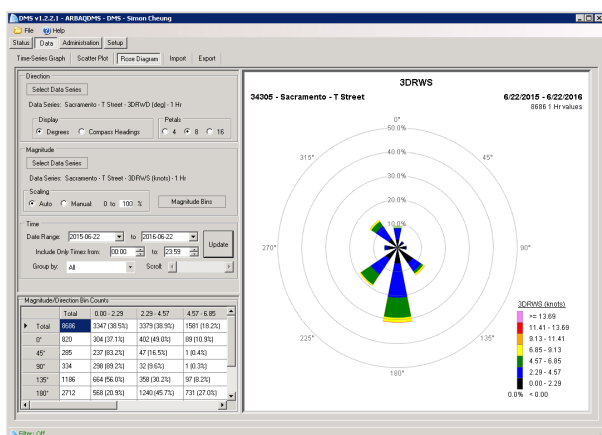 DMS v1.2.2.1 - ARBAQDMS - DMS - Simon Cheung
File Help
Status Data Administration Setup
Time-Series Graph Scatter Plot Rose Diagram Import Export
Direction
Select Data Series
Data Series: Sacramento - T Street - 3DRWD (deg) - 1 Hr
Display Petals
Degrees Compass Headings 4 8 16
Magnitude
Select Data Series
Data Series: Sacramento - T Street - 3DRWS (knots) - 1 Hr
Scaling
Auto Manual: 0 to 100 % Magnitude Bins
Time
Date Range: 2015-06-22 to 2016-06-22
Include Only Times from: 00:00 to: 23:59 Update
Group by: All Scroll:
Magnitude/Direction Bin Counts
Total 0.00 - 2.29 2.29 - 4.57 4.57 - 6.85
Total 8686 3347 (38.5%) 3379 (38.9%) 1581 (18.2%)
0° 820 304 (37.1%) 402 (49.0%) 89 (10.9%)
45° 285 237 (83.2%) 47 (16.5%) 1 (0.4%)
90° 334 298 (89.2%) 32 (9.6%) 1 (0.3%)
135° 1186 664 (56.0%) 358 (30.2%) 97 (8.2%)
180° 2712 568 (20.9%) 1240 (45.7%) 731 (27.0%)
3DRWS
34305 - Sacramento - T Street 6/22/2015 - 6/22/2016
8686 1 Hr values
0°
50.0%
40.0%
315° 45°
30.0%
20.0%
10.0%
270° 90°
225° 135°
180°
3DRWS (knots)
>= 13.69
11.41 - 13.69
9.13 - 11.41
6.85 - 9.13
4.57 - 6.85
2.29 - 4.57
0.00 - 2.29
0.0% < 0.00
Filter: Off